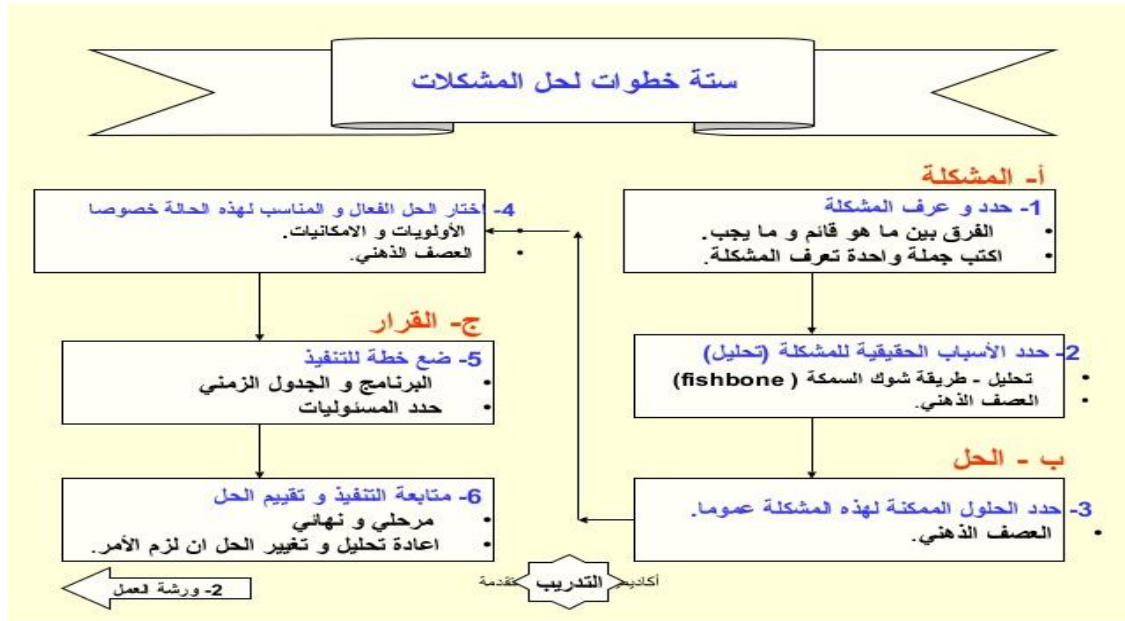 ستة خطوات لحل المشكلات
أ- المشكلة
1- حدد و عرف المشكلة
• الفرق بين ما هو قائم و ما يجب.
• اكتب جملة واحدة تعرف المشكلة.
2- حدد الأسباب الحقيقية للمشكلة (تحليل)
• تحليل - طريقة شوك السمكة ( fishbone)
• العصف الذهني.
ب - الحل
3- حدد الحلول الممكنة لهذه المشكلة عموما.
• العصف الذهني.
4- اختار الحل الفعال و المناسب لهذه الحالة خصوصا
• الأولويات و الامكانيات.
• العصف الذهني.
ج- القرار
5- ضع خطة للتنفيذ
• البرنامج و الجدول الزمني
• حدد المسئوليات
6- متابعة التنفيذ و تقييم الحل
• مرحلي و نهائي
• اعادة تحليل و تغيير الحل ان لزم الأمر.
التدريب
2- ورشة العمل